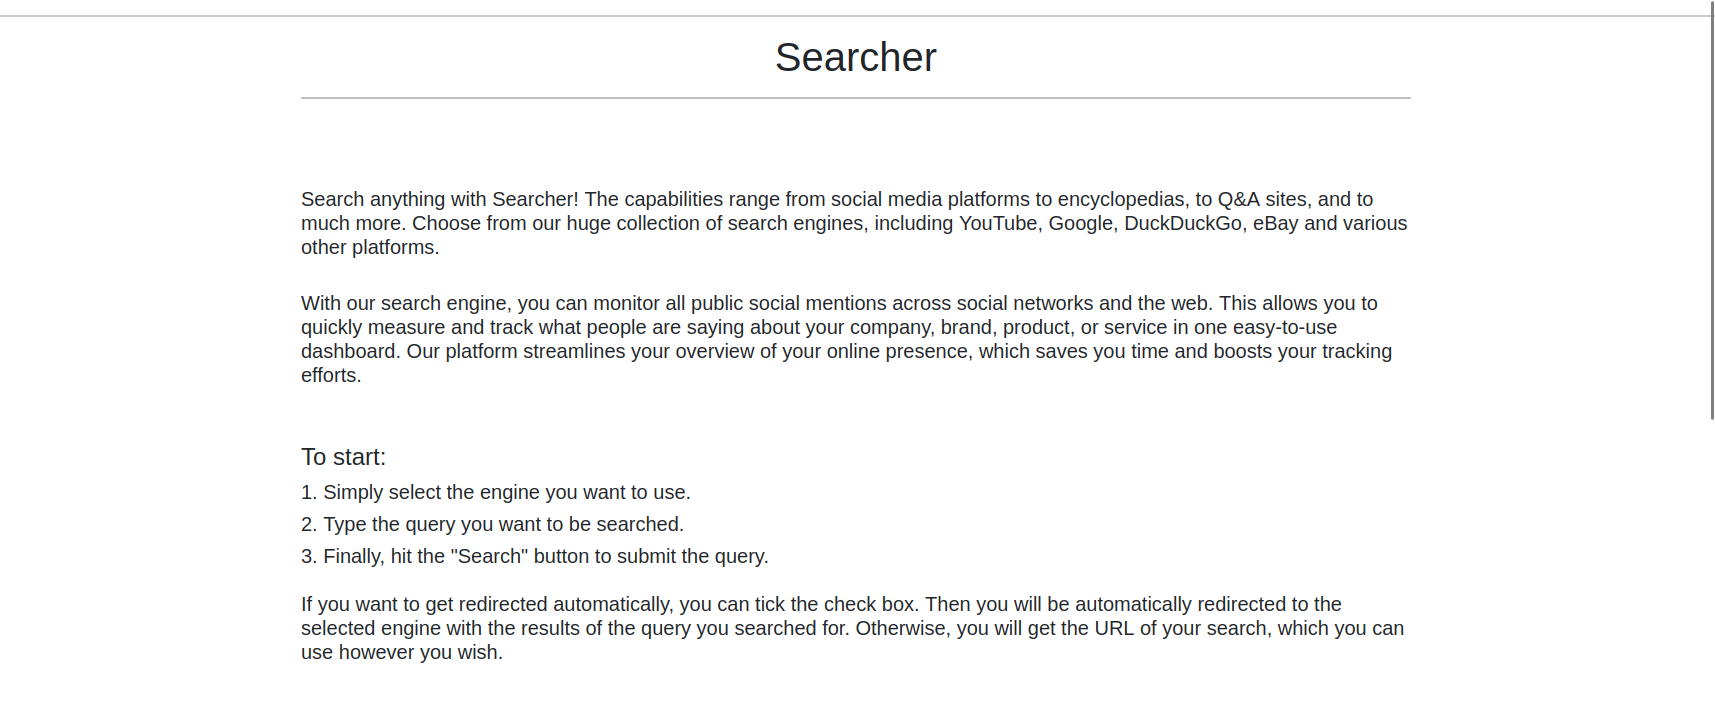 Searcher
Search anything with Searcher! The capabilities range from social media platforms to encyclopedias, to Q&A sites, and to
much more. Choose from our huge collection of search engines, including YouTube, Google, DuckDuckGo, eBay and various
other platforms.
With our search engine, you can monitor all public social mentions across social networks and the web. This allows you to
quickly measure and track what people are saying about your company, brand, product, or service in one easy-to-use
dashboard. Our platform streamlines your overview of your online presence, which saves you time and boosts your tracking
efforts.
To start:
1. Simply select the engine you want to use.
2. Type the query you want to be searched.
3. Finally, hit the "Search" button to submit the query.
If you want to get redirected automatically, you can tick the check box. Then you will be automatically redirected to the
selected engine with the results of the query you searched for. Otherwise, you will get the URL of your search, which you can
use however you wish.